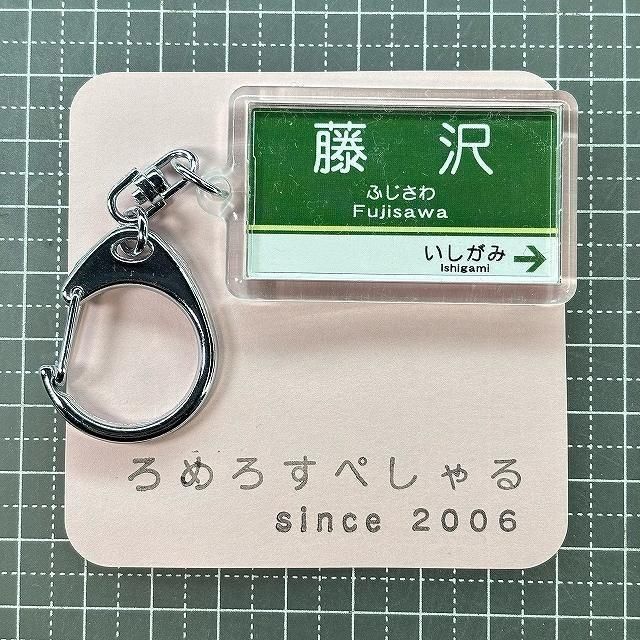 藤沢
ふじさわ
Fujisawa
いしがみ
Ishigami
ろめろすぺしゃる
since 2006